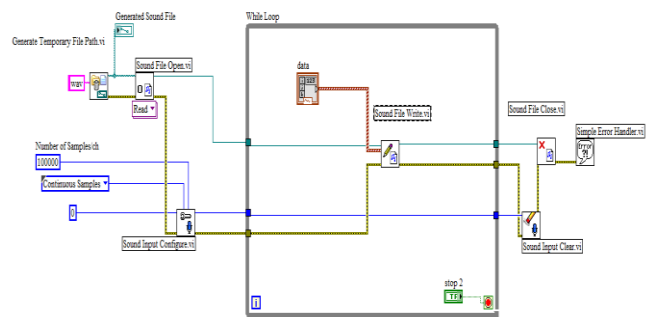 Generated Sound File
While Loop
Generate Temporary File Path.vi
Sound File Open.vi
wav
Read
data
Sound File Write.vi
Sound File Close.vi
Simple Error Handler.vi
Error
?!
Number of Samples/ch
100000
Continuous Samples
0
Sound Input Configure.vi
Sound Input Clear.vi
stop 2
TF
i